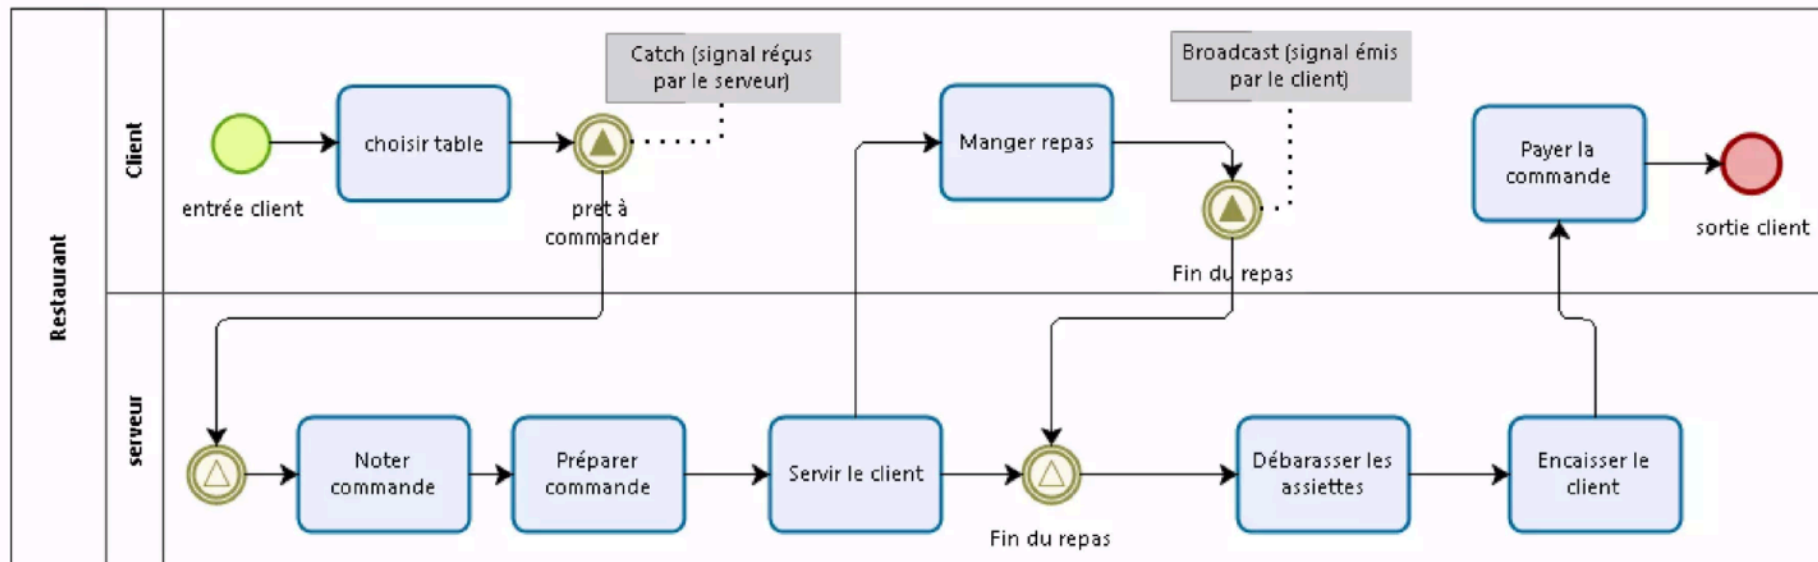 Restaurant
Client
entrée client
choisir table
pret à
commander
Catch (signal réçus
par le serveur)
Manger repas
Broadcast (signal émis
par le client)
Fin du repas
Payer la
commande
sortie client
serveur
Noter
commande
Préparer
commande
Servir le client
Fin du repas
Débarasser les
assiettes
Encaisser le
client